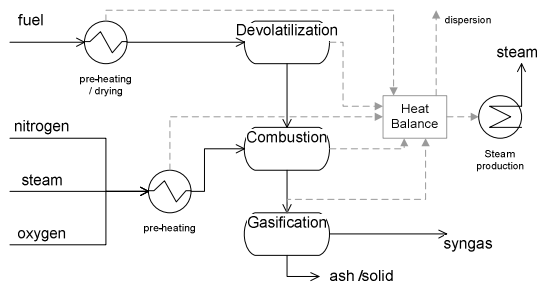 fuel
Devolatilization
dispersion
steam
pre-heating
/ drying
Heat
Balance
nitrogen
Combustion
Steam
production
steam
pre-heating
oxygen
Gasification
syngas
ash/solid